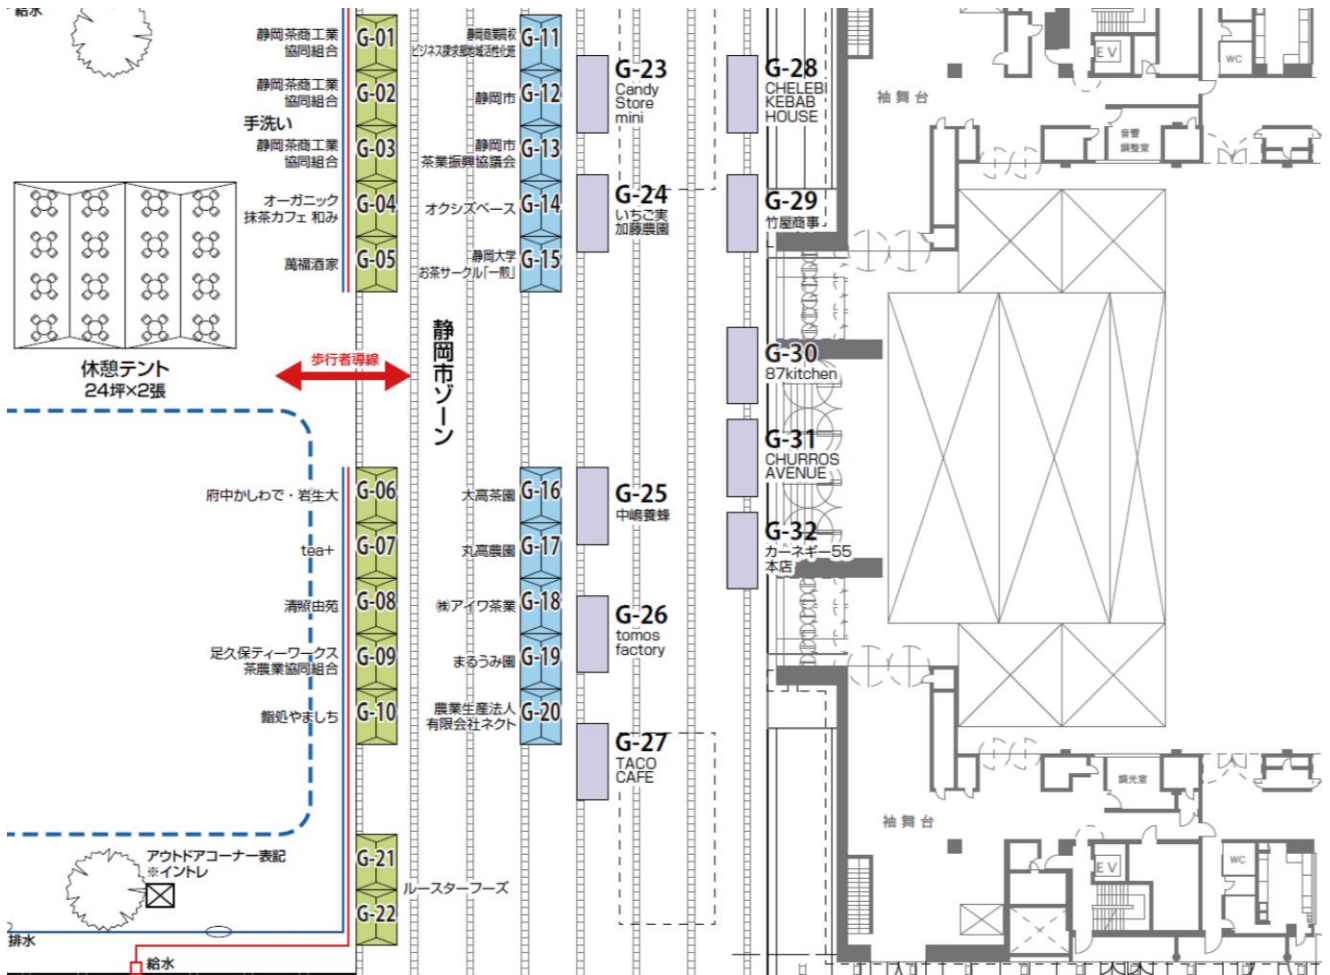 給水
静岡茶商工業
協同組合
G-01
静岡茶商工業
協同組合
G-02
手洗い
静岡茶商工業
協同組合
G-03
オーガニック
抹茶カフェ 和み
G-04
萬福酒家
G-05
静岡商業高校
ビジネス探求部地域活性化班
G-11
静岡市
G-12
静岡市
茶業振興協議会
G-13
オクシズベース
G-14
静岡大学
お茶サークル「一煎」
G-15
G-23
Candy
Store
mini
G-24
いちご実
加藤農園
G-28
CHELEBI
KEBAB
HOUSE
G-29
竹屋商事
袖舞台
EV
WC
音響
調整室
休憩テント
24坪×2張
歩行者導線
静岡市ゾーン
G-30
87kitchen
G-31
CHURROS
AVENUE
G-32
カーネギー55
本店
府中かしわで・岩生大
G-06
tea+
G-07
清照由苑
G-08
足久保ティーワークス
茶農業協同組合
G-09
鮨処やましち
G-10
大高茶園
G-16
丸高農園
G-17
㈱アイワ茶業
G-18
まるうみ園
G-19
農業生産法人
有限会社ネクト
G-20
G-25
中嶋養蜂
G-26
tomos
factory
G-27
TACO
CAFE
調光室
袖舞台
EV
WC
アウトドアコーナー表記
※イントレ
G-21
ルースターフーズ
G-22
排水
給水